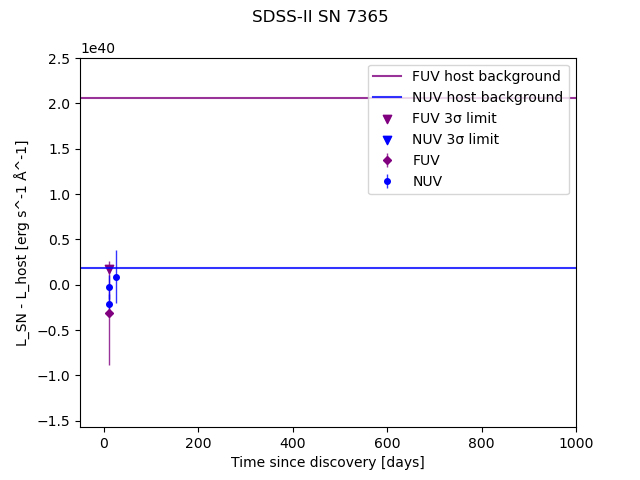 SDSS-II SN 7365
1e40
2.5
2.0
1.5
1.0
0.5
0.0
−0.5
−1.0
−1.5
L_SN - L_host [erg s^-1 Å^-1]
FUV host background
NUV host background
FUV 3σ limit
NUV 3σ limit
FUV
NUV
0
200
400
600
800
1000
Time since discovery [days]